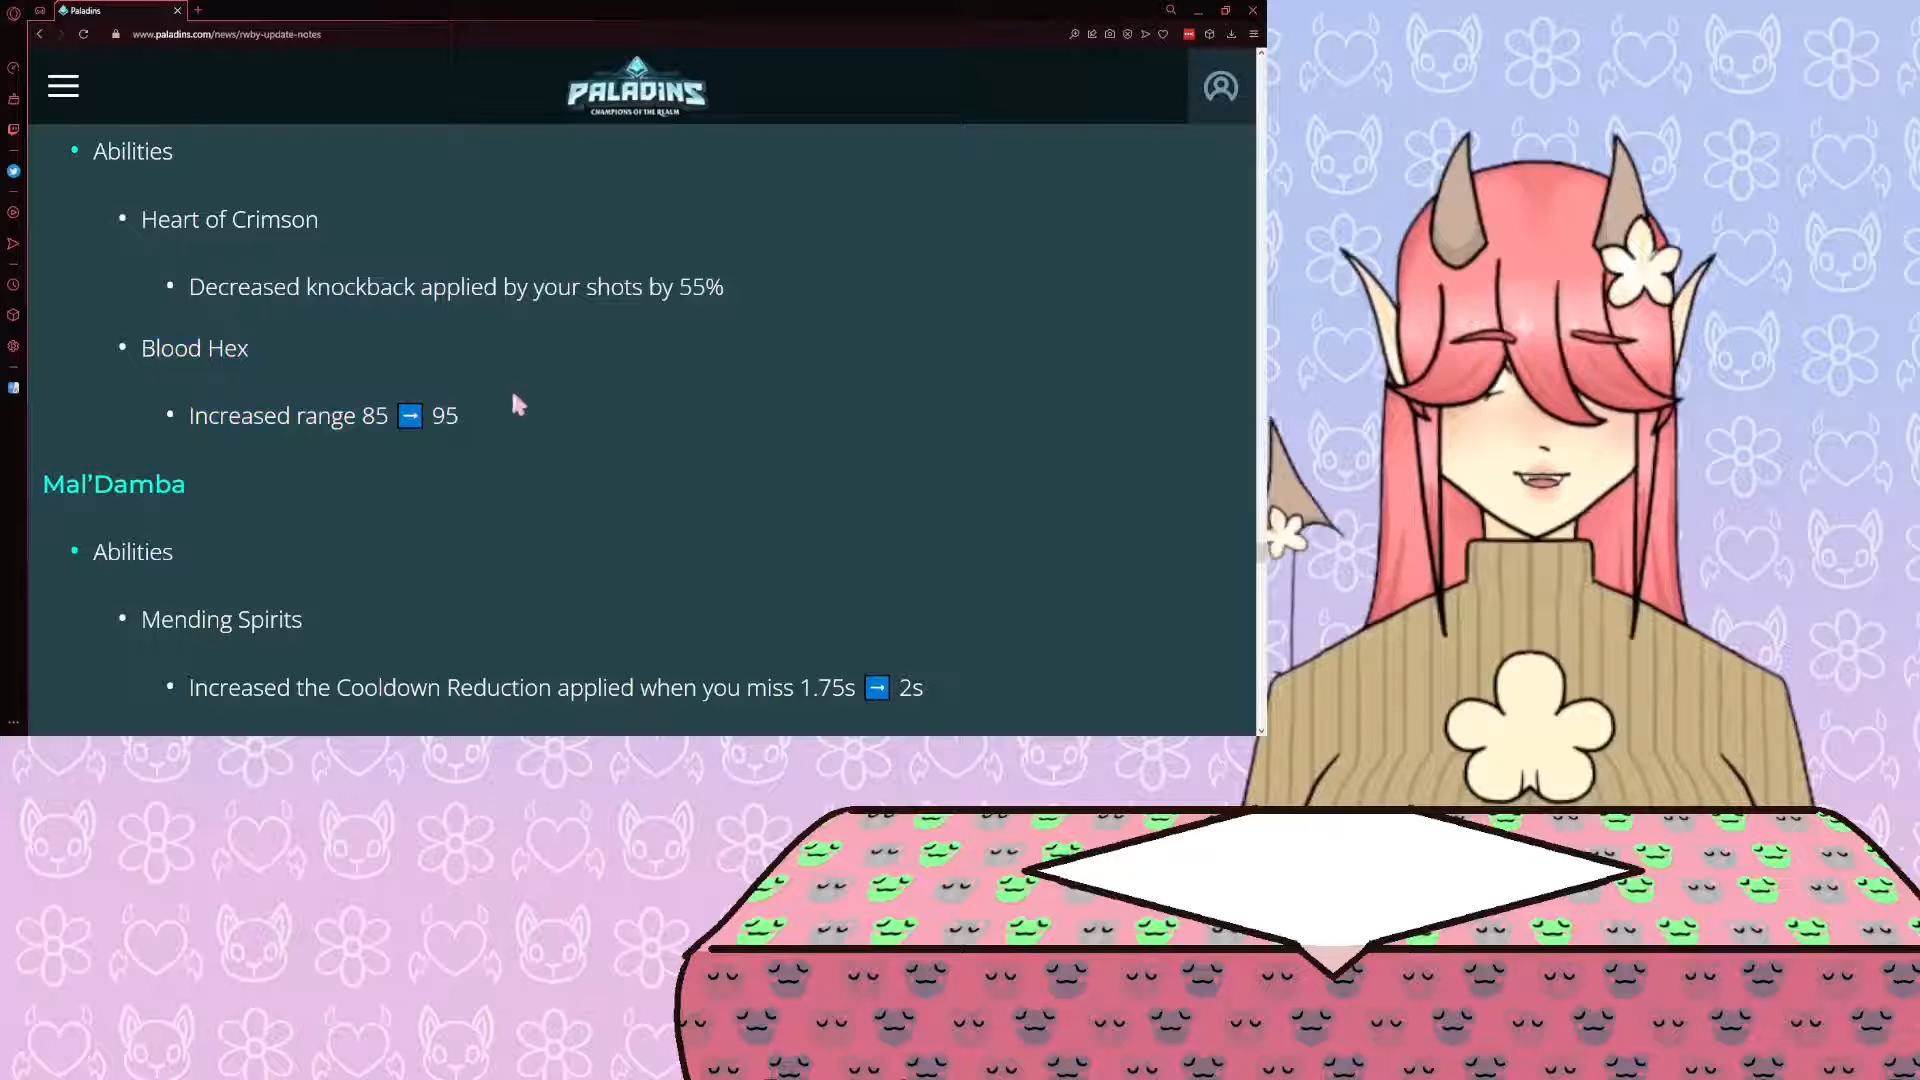 Paladins
www.paladins.com/news/rwby-update-notes
PALADINS
CHAMPIONS OF THE REALM
Abilities
Heart of Crimson
Decreased knockback applied by your shots by 55%
Blood Hex
Increased range 85 ➡ 95
Mal’Damba
Abilities
Mending Spirits
Increased the Cooldown Reduction applied when you miss 1.75s ➡ 2s